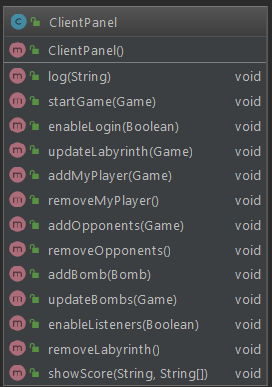 C ClientPanel
m ClientPanel()
m log(String) void
m startGame(Game) void
m enableLogin(Boolean) void
m updateLabyrinth(Game) void
m addMyPlayer(Game) void
m removeMyPlayer() void
m addOpponents(Game) void
m removeOpponents() void
m addBomb(Bomb) void
m updateBombs(Game) void
m enableListeners(Boolean) void
m removeLabyrinth() void
m showScore(String, String[]) void